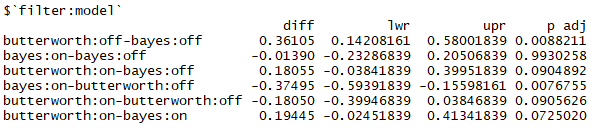 $`filter:model`
diff lwr upr p adj
butterworth:off-bayes:off 0.36105 0.14208161 0.58001839 0.0088211
bayes:on-bayes:off -0.01390 -0.23286839 0.20506839 0.9930258
butterworth:on-bayes:off 0.18055 -0.03841839 0.39951839 0.0904892
bayes:on-butterworth:off -0.37495 -0.59391839 -0.15598161 0.0076755
butterworth:on-butterworth:off -0.18050 -0.39946839 0.03846839 0.0905626
butterworth:on-bayes:on 0.19445 -0.02451839 0.41341839 0.0725020